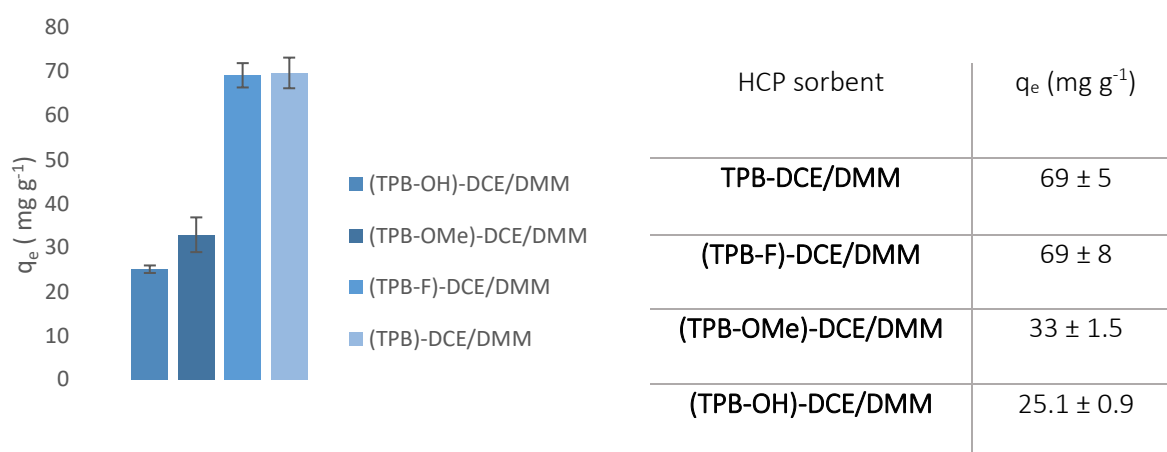 80
70
60
50
40
30
20
10
0
qₑ ( mg g⁻¹)
(TPB-OH)-DCE/DMM
(TPB-OMe)-DCE/DMM
(TPB-F)-DCE/DMM
(TPB)-DCE/DMM
HCP sorbent qₑ (mg g⁻¹)
TPB-DCE/DMM 69 ± 5
(TPB-F)-DCE/DMM 69 ± 8
(TPB-OMe)-DCE/DMM 33 ± 1.5
(TPB-OH)-DCE/DMM 25.1 ± 0.9